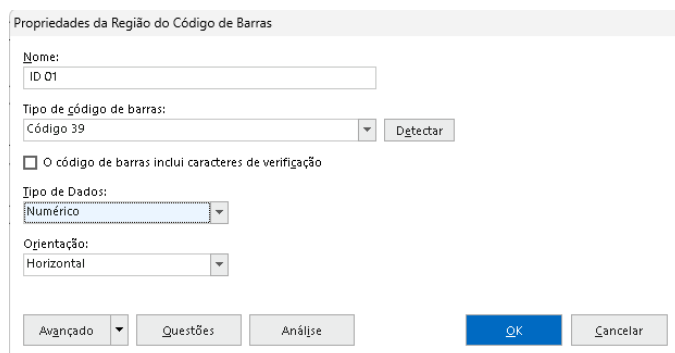 Propriedades da Região do Código de Barras
Nome:
ID 01
Tipo de código de barras:
Código 39
Detectar
O código de barras inclui caracteres de verificação
Tipo de Dados:
Numérico
Orientação:
Horizontal
Avançado Questões Análise OK Cancelar